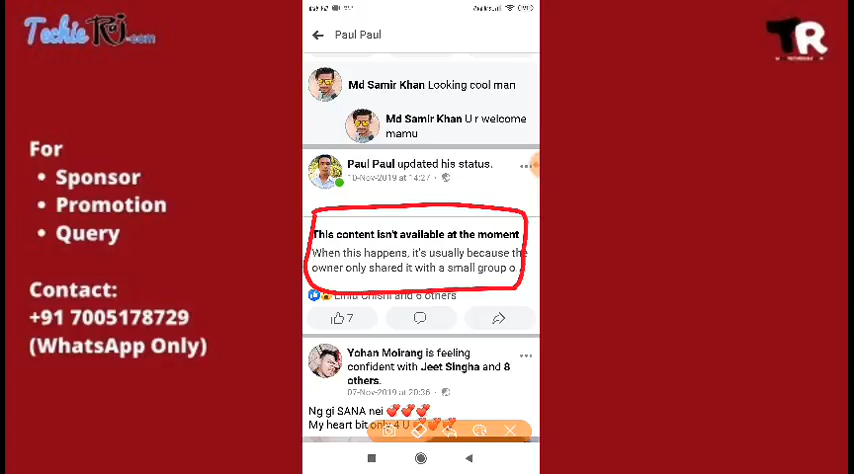 TechieRJ.com
TR
For
• Sponsor
• Promotion
• Query
Contact:
+91 7005178729
(WhatsApp Only)
Paul Paul
Md Samir Khan Looking cool man
Md Samir Khan U r welcome
mamu
Paul Paul updated his status.
10-Nov-2019 at 14:27
This content isn't available at the moment
When this happens, it's usually because the
owner only shared it with a small group o
and 6 others
7
Yohan Moirang is feeling
confident with Jeet Singha and 8
others.
07-Nov-2019 at 20:36
Ng gi SANA nei 💕💕💕
My heart bit only 4 U 💕💕💕